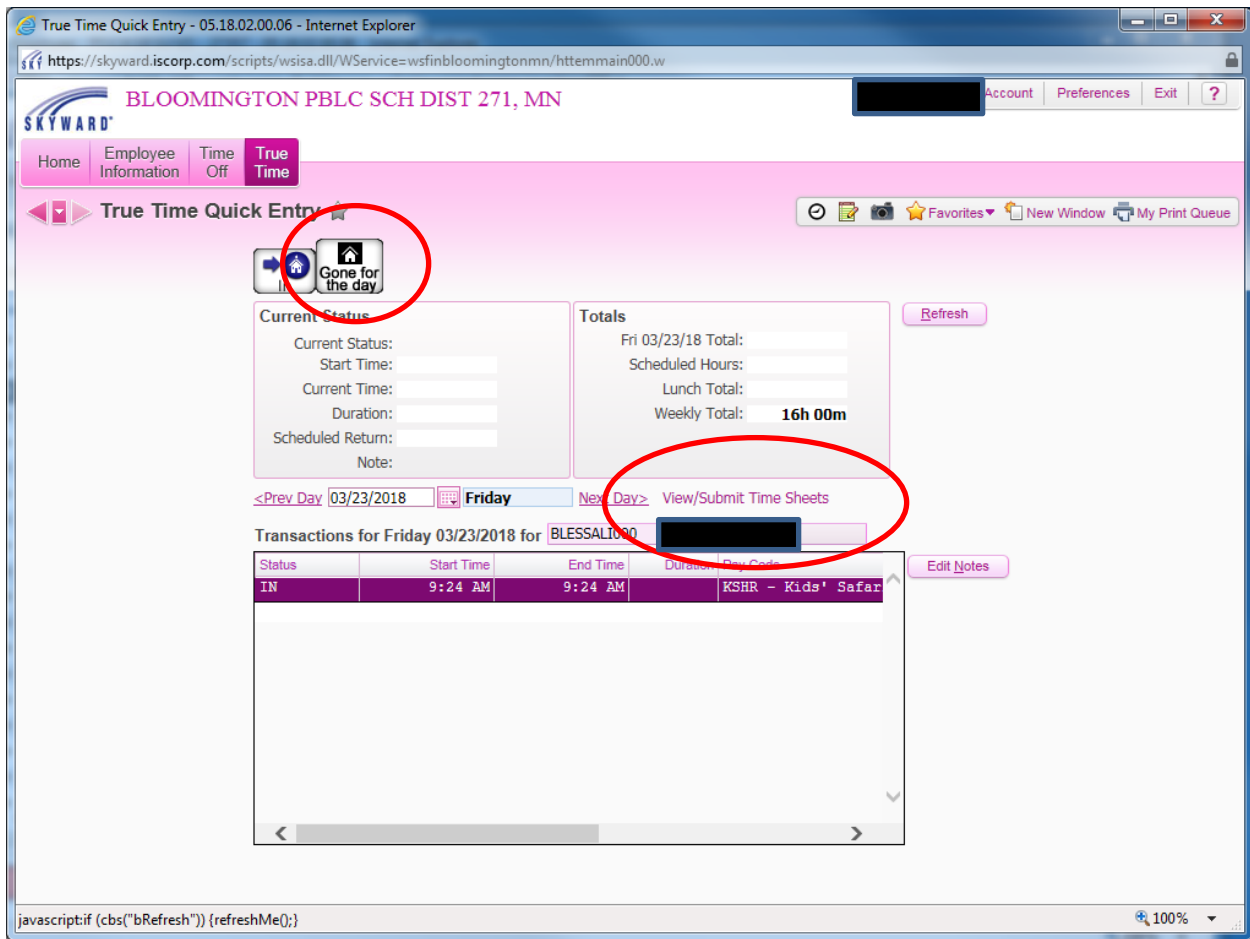 True Time Quick Entry - 05.18.02.00.06 - Internet Explorer
https://skyward.iscorp.com/scripts/wsisa.dll/WService=wsfinbloomingtonmn/httemmain000.w
SKYWARD
BLOOMINGTON PBLC SCH DIST 271, MN
Account Preferences Exit ?
Home Employee Information Time Off True Time
True Time Quick Entry
Favorites New Window My Print Queue
Gone for
the day
Current Status
Current Status:
Start Time:
Current Time:
Duration:
Scheduled Return:
Note:
Totals
Fri 03/23/18 Total:
Scheduled Hours:
Lunch Total:
Weekly Total: 16h 00m
Refresh
<Prev Day 03/23/2018 Friday Next Day> View/Submit Time Sheets
Transactions for Friday 03/23/2018 for BLESSALI000
Status Start Time End Time Duration Pay Code
IN 9:24 AM 9:24 AM KSHR - Kids' Safar
Edit Notes
javascript:if (cbs("bRefresh")) {refreshMe();}
100%